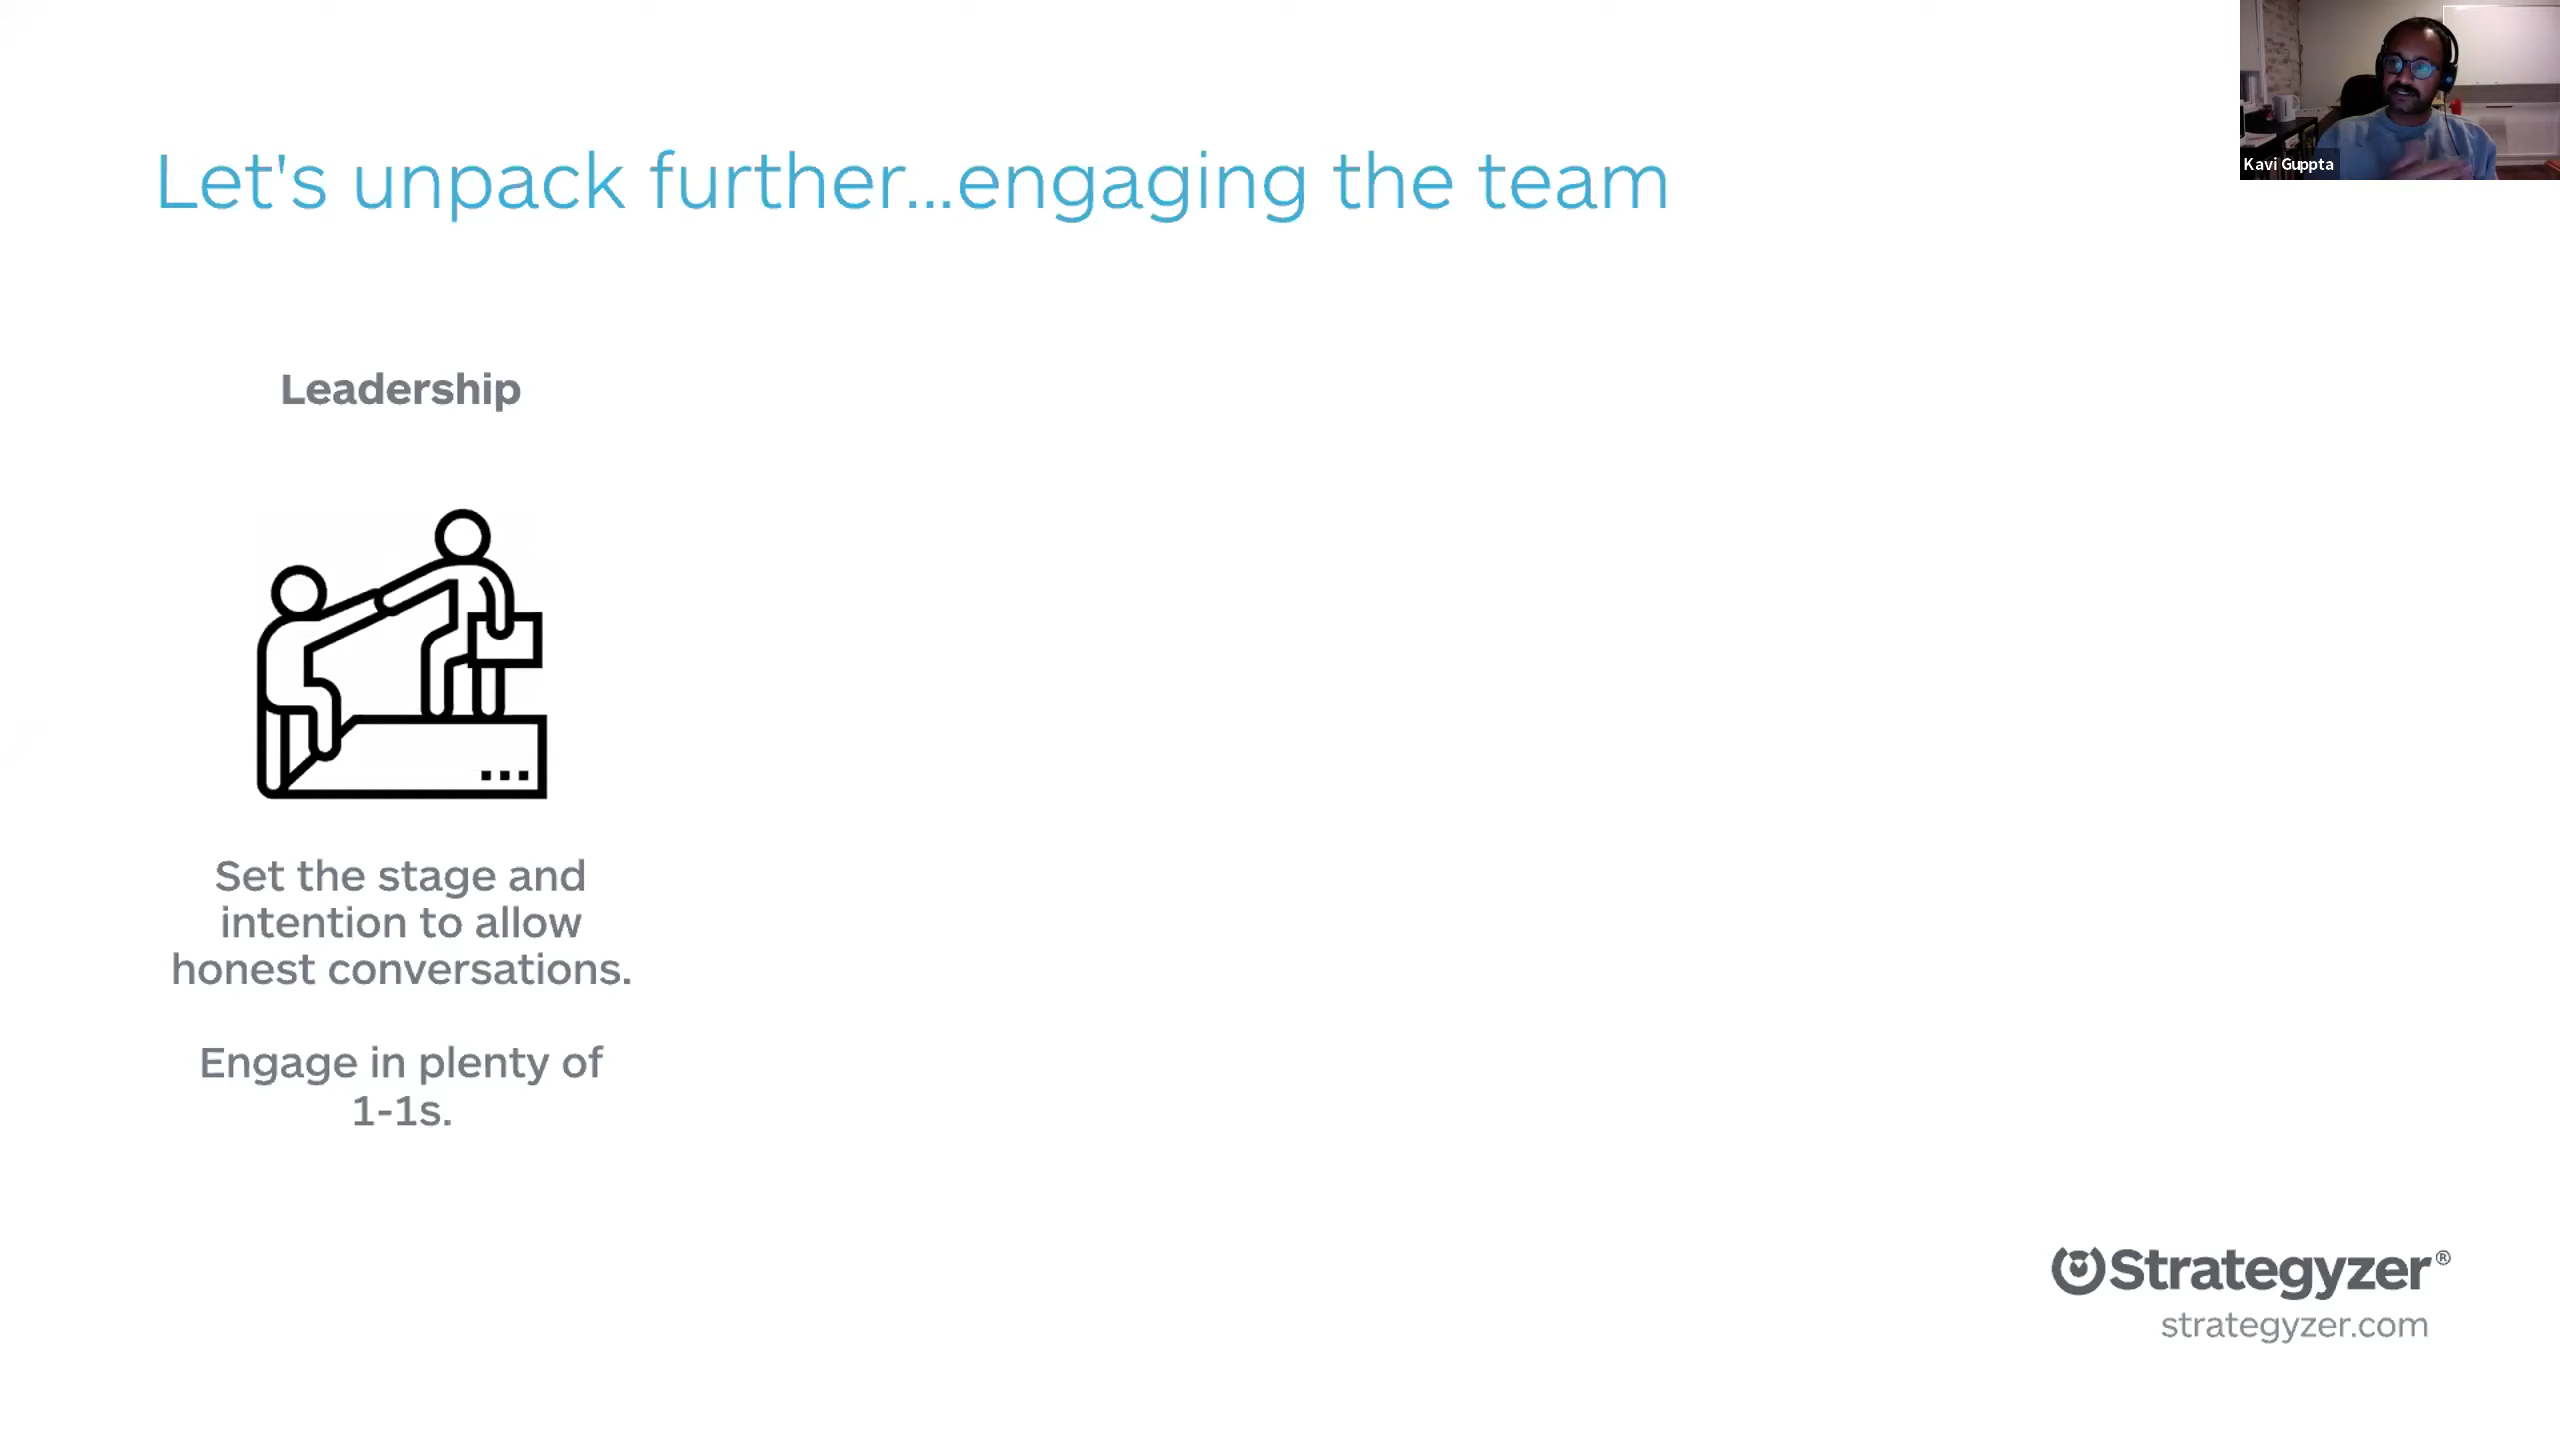 Kavi Guppta
Let's unpack further...engaging the team
Leadership
Set the stage and
intention to allow
honest conversations.
Engage in plenty of
1-1s.
Strategyzer®
strategyzer.com